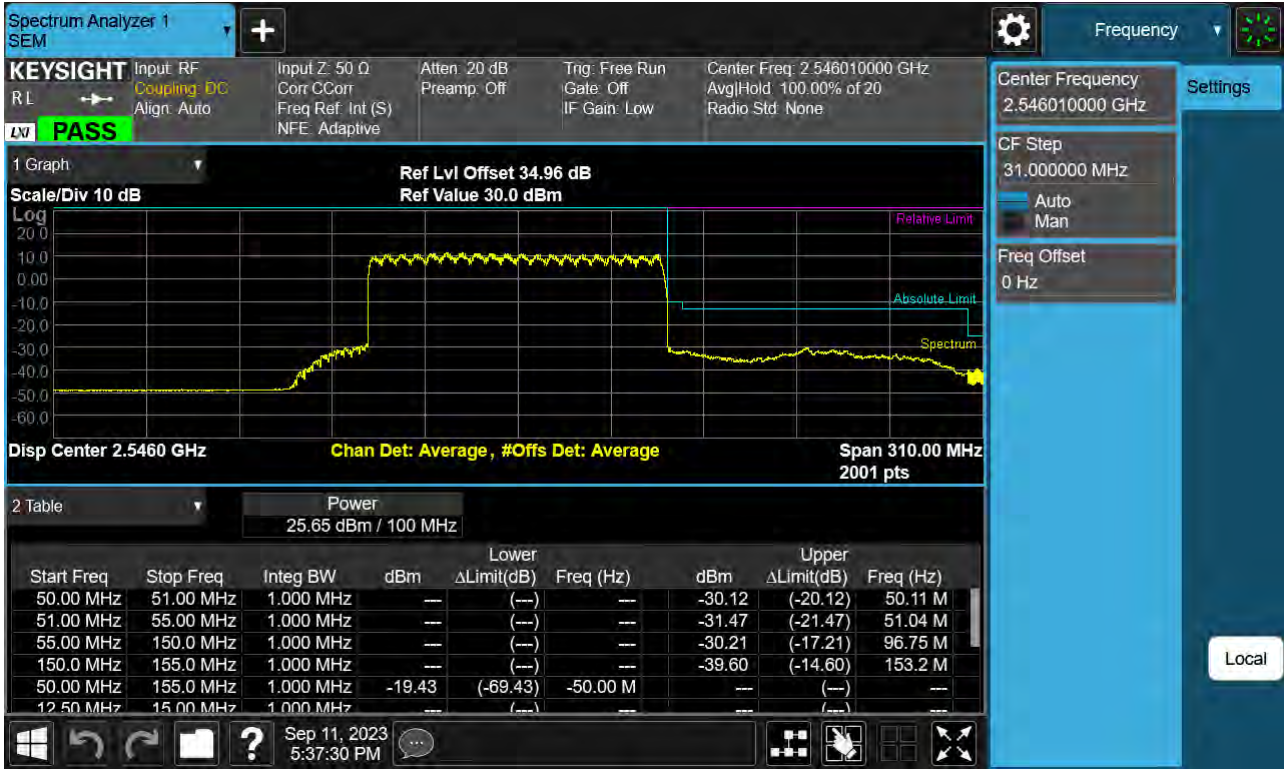 Spectrum Analyzer 1
SEM
+
Frequency
KEYSIGHT
RL
LXI
PASS
Input: RF
Coupling: DC
Align: Auto
Input Z: 50 Ω
Corr CCorr
Freq Ref: Int (S)
NFE: Adaptive
Atten: 20 dB
Preamp: Off
Trig: Free Run
Gate: Off
IF Gain: Low
Center Freq: 2.546010000 GHz
Avg|Hold: 100.00% of 20
Radio Std: None
Center Frequency
2.546010000 GHz
Settings
CF Step
31.000000 MHz
Auto
Man
Freq Offset
0 Hz
Local
1 Graph
Scale/Div 10 dB
Ref Lvl Offset 34.96 dB
Ref Value 30.0 dBm
Log
20.0
10.0
0.00
-10.0
-20.0
-30.0
-40.0
-50.0
-60.0
Relative Limit
Absolute Limit
Spectrum
Disp Center 2.5460 GHz
Chan Det: Average, #Offs Det: Average
Span 310.00 MHz
2001 pts
2 Table
Power
25.65 dBm / 100 MHz
Lower Upper
Start Freq Stop Freq Integ BW dBm ΔLimit(dB) Freq (Hz) dBm ΔLimit(dB) Freq (Hz)
50.00 MHz 51.00 MHz 1.000 MHz --- (---) --- -30.12 (-20.12) 50.11 M
51.00 MHz 55.00 MHz 1.000 MHz --- (---) --- -31.47 (-21.47) 51.04 M
55.00 MHz 150.0 MHz 1.000 MHz --- (---) --- -30.21 (-17.21) 96.75 M
150.0 MHz 155.0 MHz 1.000 MHz --- (---) --- -39.60 (-14.60) 153.2 M
50.00 MHz 155.0 MHz 1.000 MHz -19.43 (-69.43) -50.00 M --- (---) ---
12.50 MHz 15.00 MHz 1.000 MHz --- (---) --- --- (---) ---
?
Sep 11, 2023
5:37:30 PM